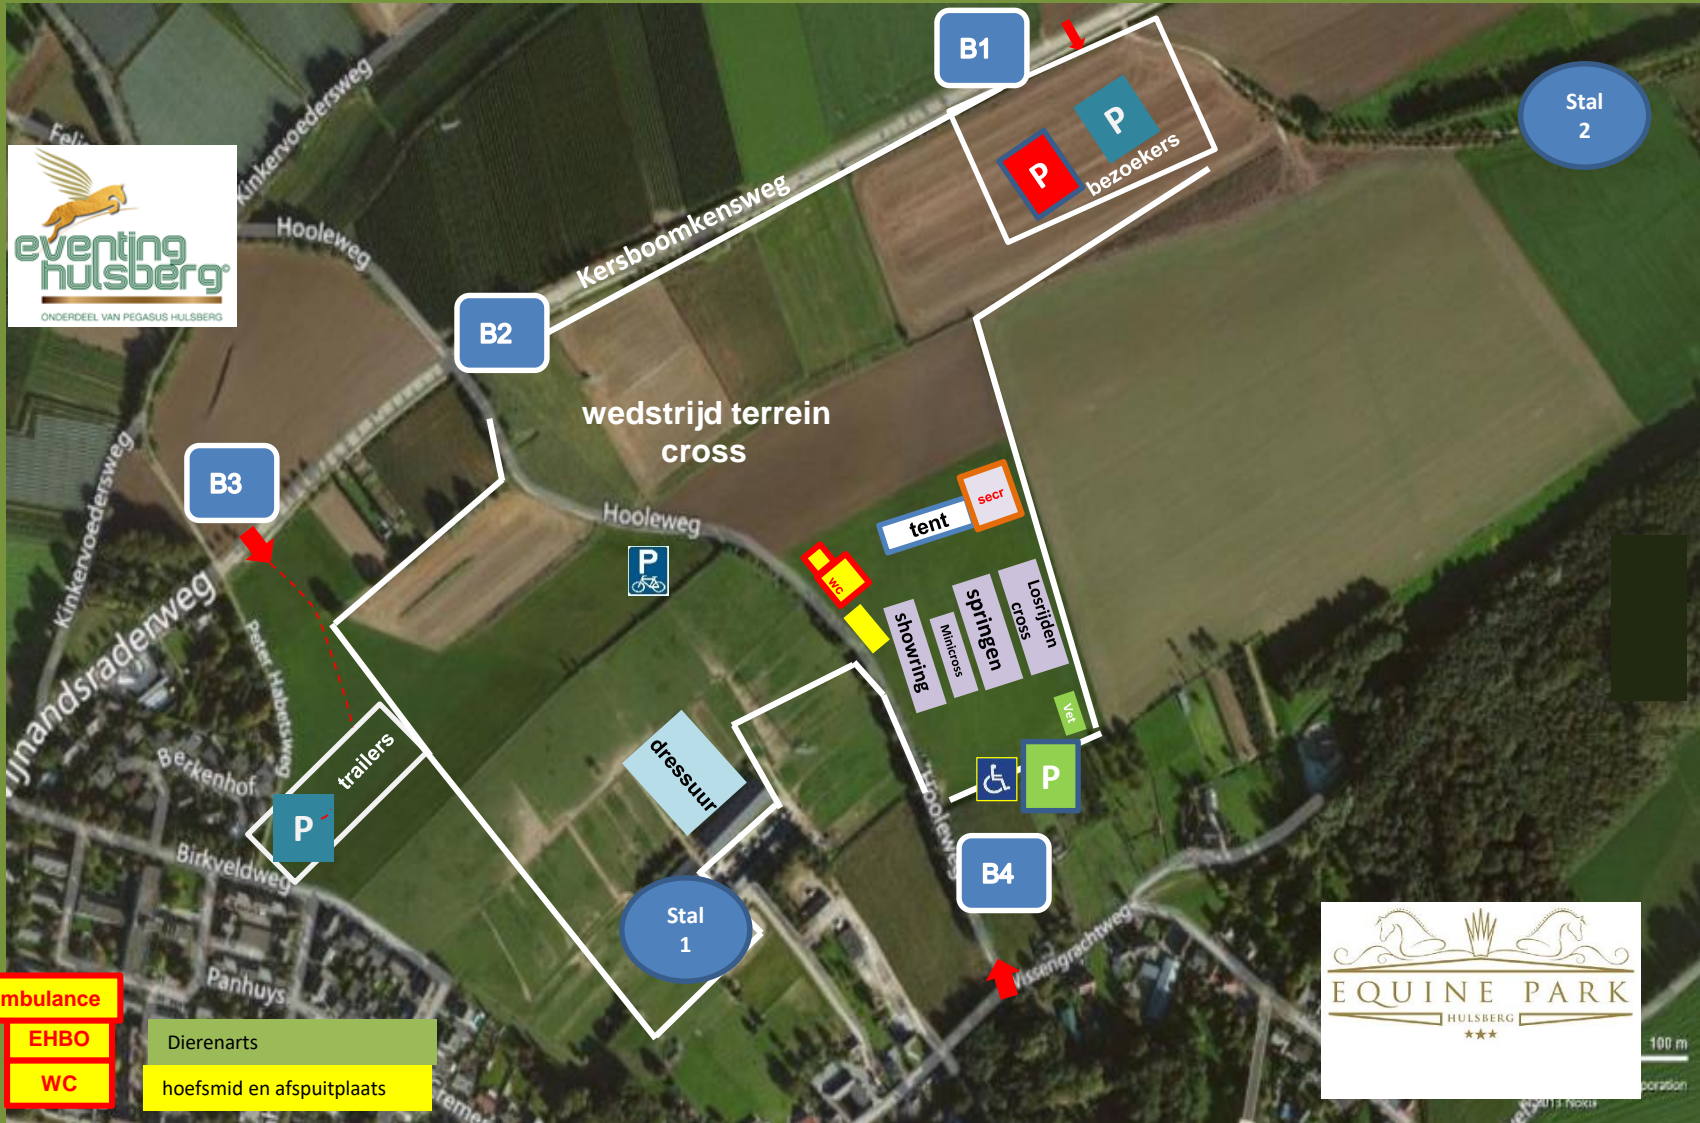 B1
Stal
2
P
P
bezoekers
Kinkervoedersweg
eventing
hulsberg
ONDERDEEL VAN PEGASUS HULSBERG
Hooleweg
Kersboomkensweg
B2
wedstrijd terrein
cross
Kinkervoedersweg
B3
secr
tent
Hooleweg
P
wc
showring
Minicross
springen
Losrijden
cross
Vet
Peter Habetsweg
ijnandsraderweg
Berkenhof
trailers
P
dressuur
P
Hooleweg
Birkveldweg
B4
Stal
1
Panhuys
Vissengrachtweg
EQUINE PARK
HULSBERG
mbulance
EHBO
WC
Dierenarts
hoefsmid en afspuitplaats
100 m
poration